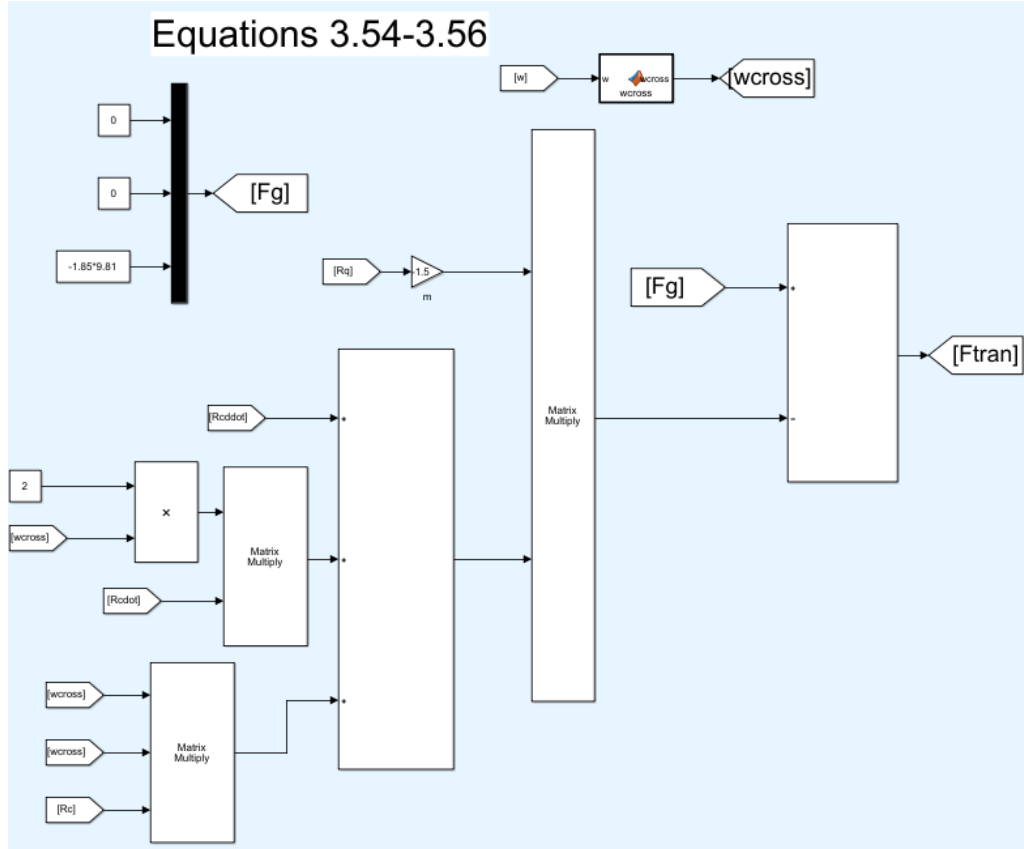 Equations 3.54-3.56
[w]
w
wcross
wcross
[wcross]
0
0
-1.85*9.81
[Fg]
[Rq]
-1.5
m
[Fg]
+
-
[Ftran]
Matrix
Multiply
[Rcddot]
+
2
[wcross]
×
Matrix
Multiply
+
[Rcdot]
[wcross]
[wcross]
[Rc]
Matrix
Multiply
+